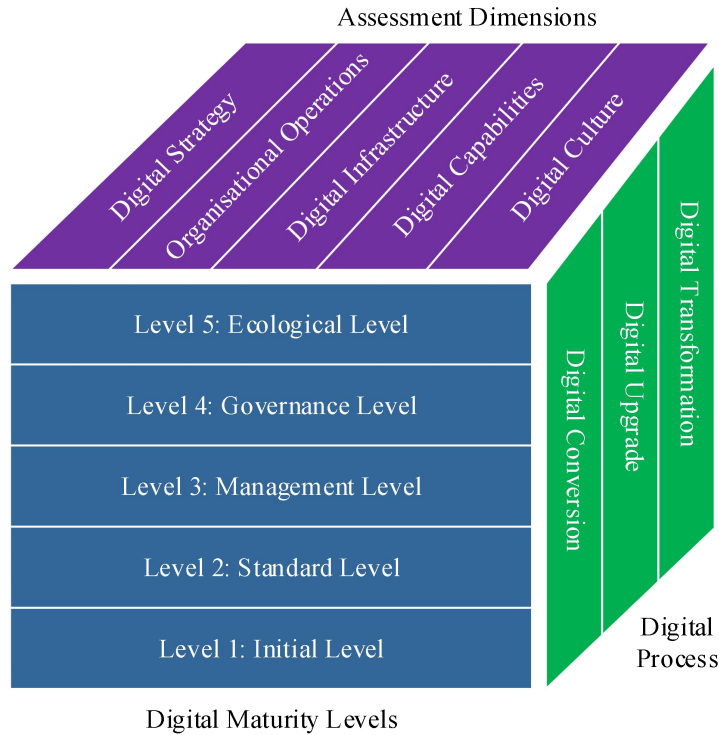 Assessment Dimensions
Digital Strategy
Organisational Operations
Digital Infrastructure
Digital Capabilities
Digital Culture
Level 5: Ecological Level
Level 4: Governance Level
Level 3: Management Level
Level 2: Standard Level
Level 1: Initial Level
Digital Conversion
Digital Upgrade
Digital Transformation
Digital
Process
Digital Maturity Levels